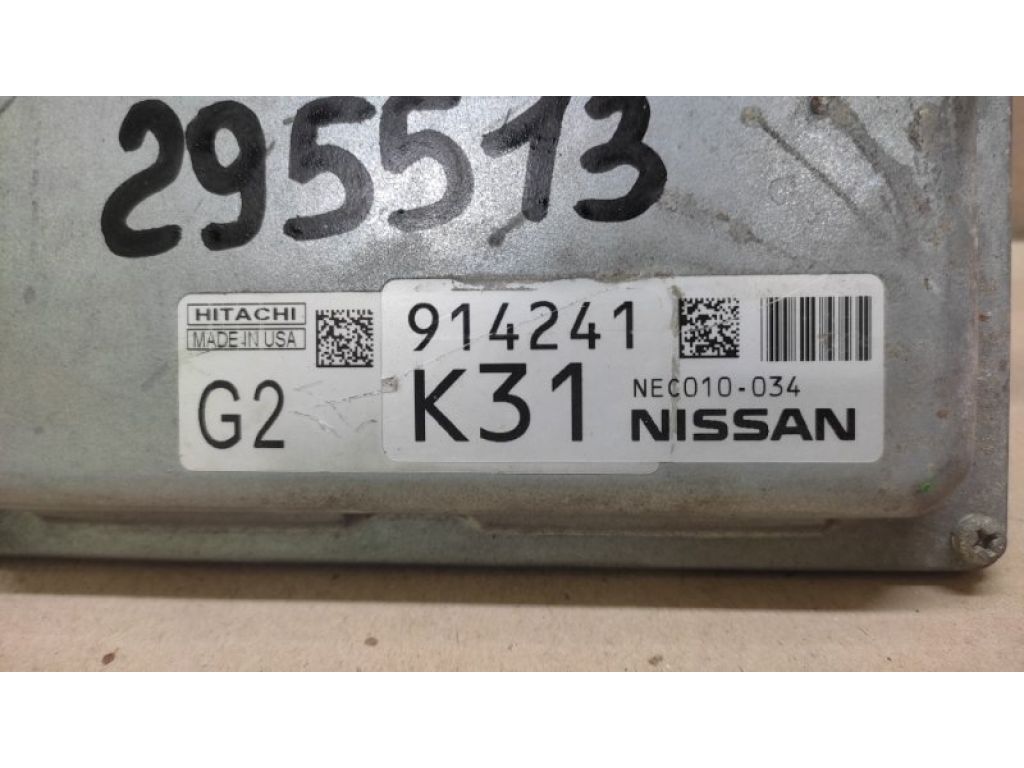 295513
HITACHI
MADE IN USA
G2
914241
K31
NEC010-034
NISSAN